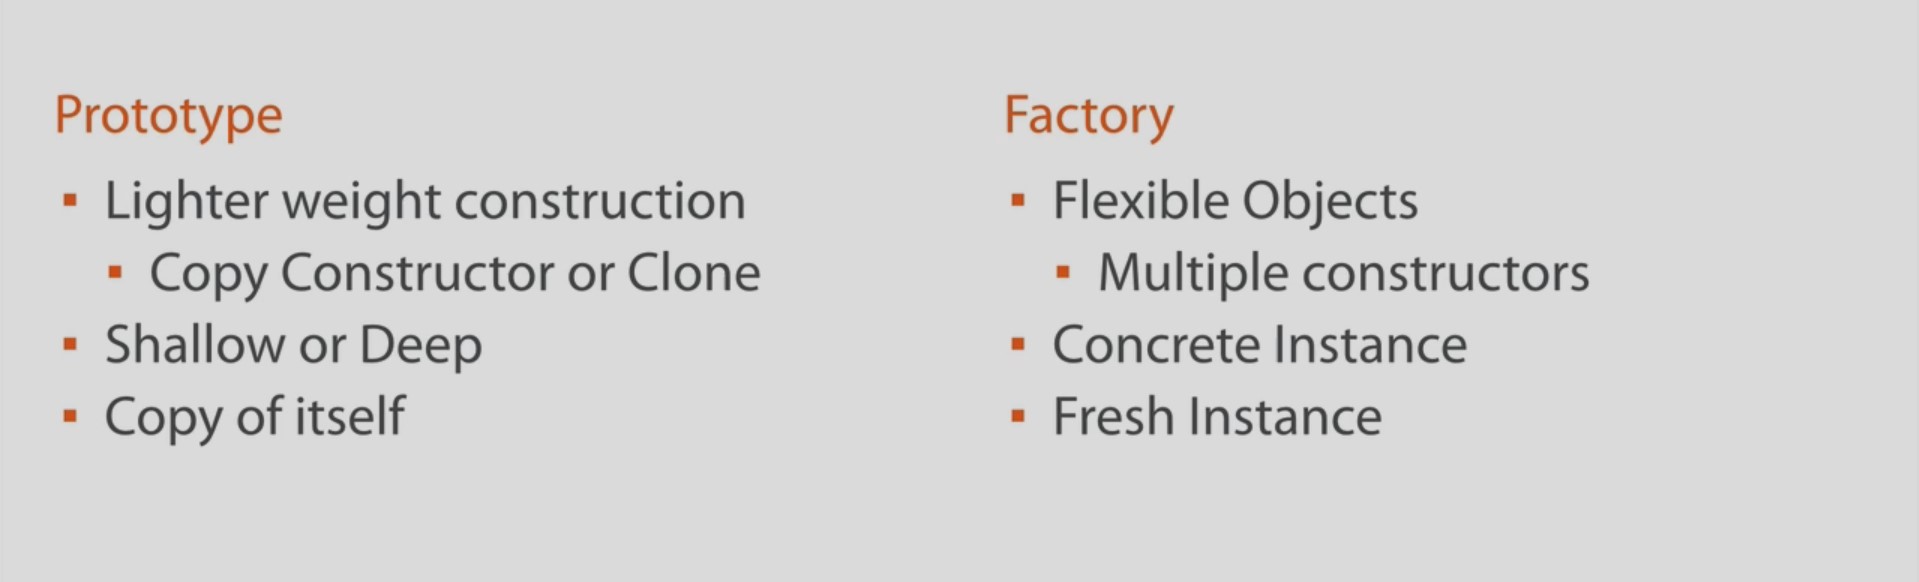 Prototype
Lighter weight construction
Copy Constructor or Clone
Shallow or Deep
Copy of itself
Factory
Flexible Objects
Multiple constructors
Concrete Instance
Fresh Instance